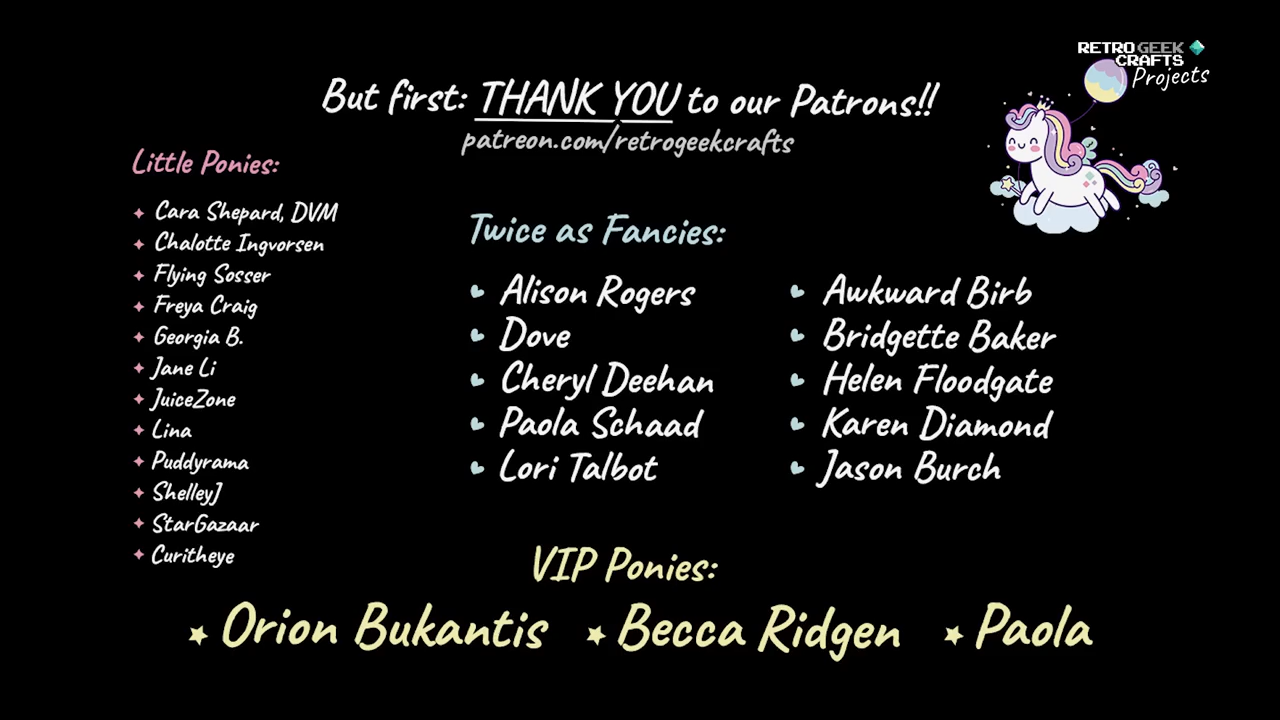 RETRO GEEK
CRAFTS
Projects
But first: THANK YOU to our Patrons!!
patreon.com/retrogeekcrafts
Little Ponies:
Cara Shepard, DVM
Chalotte Ingvorsen
Flying Sosser
Freya Craig
Georgia B.
Jane Li
JuiceZone
Lina
Puddyrama
ShelleyJ
StarGazaar
Curitheye
Twice as Fancies:
Alison Rogers
Dove
Cheryl Deehan
Paola Schaad
Lori Talbot
Awkward Birb
Bridgette Baker
Helen Floodgate
Karen Diamond
Jason Burch
VIP Ponies:
Orion Bukantis
Becca Ridgen
Paola